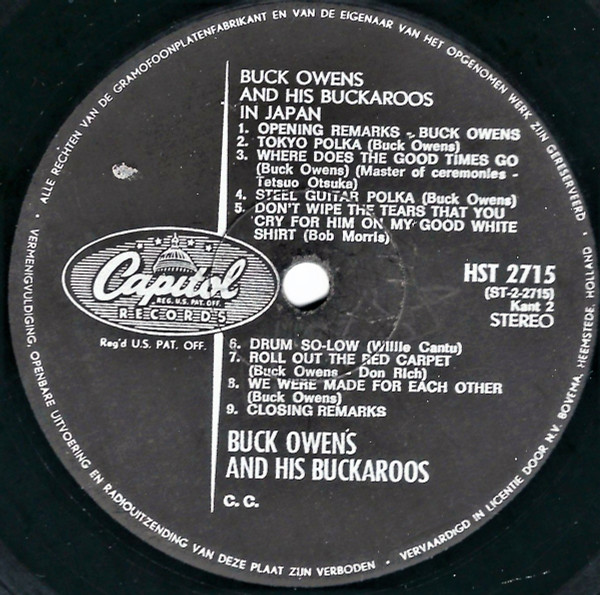 ALLE RECHTEN VAN DE GRAMOFOONPLATENFABRIKANT EN VAN DE EIGENAAR VAN HET OPGENOMEN WERK ZIJN GERESERVEERD
BUCK OWENS
AND HIS BUCKAROOS
IN JAPAN
1. OPENING REMARKS - BUCK OWENS
2. TOKYO POLKA (Buck Owens)
3. WHERE DOES THE GOOD TIMES GO
(Buck Owens) (Master of ceremonies -
Tetsuo Otsuka)
4. STEEL GUITAR POLKA (Buck Owens)
5. DON'T WIPE THE TEARS THAT YOU
CRY FOR HIM ON MY GOOD WHITE
SHIRT (Bob Morris)
Capitol
REG. U.S. PAT. OFF.
RECORDS
Reg'd U.S. PAT. OFF.
HST 2715
(ST-2-2715)
Kant 2
STEREO
6. DRUM SO-LOW (Willie Cantu)
7. ROLL OUT THE RED CARPET
(Buck Owens - Don Rich)
8. WE WERE MADE FOR EACH OTHER
(Buck Owens)
9. CLOSING REMARKS
BUCK OWENS
AND HIS BUCKAROOS
C. C.
VERMENIGVULDIGING, OPENBARE UITVOERING EN RADIOUITZENDING VAN DEZE PLAAT ZIJN VERBODEN
VERVAARDIGD IN LICENTIE DOOR N.V. BOVEMA, HEEMSTEDE, HOLLAND